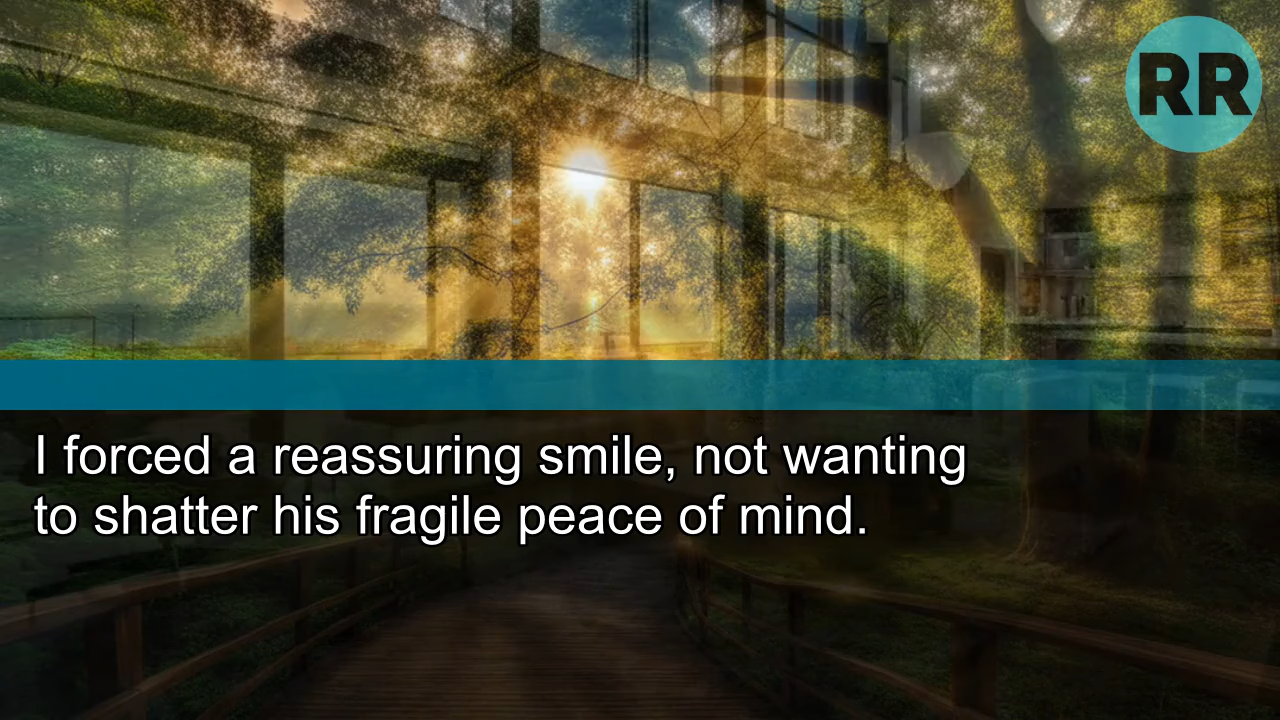 RR
I forced a reassuring smile, not wanting
to shatter his fragile peace of mind.